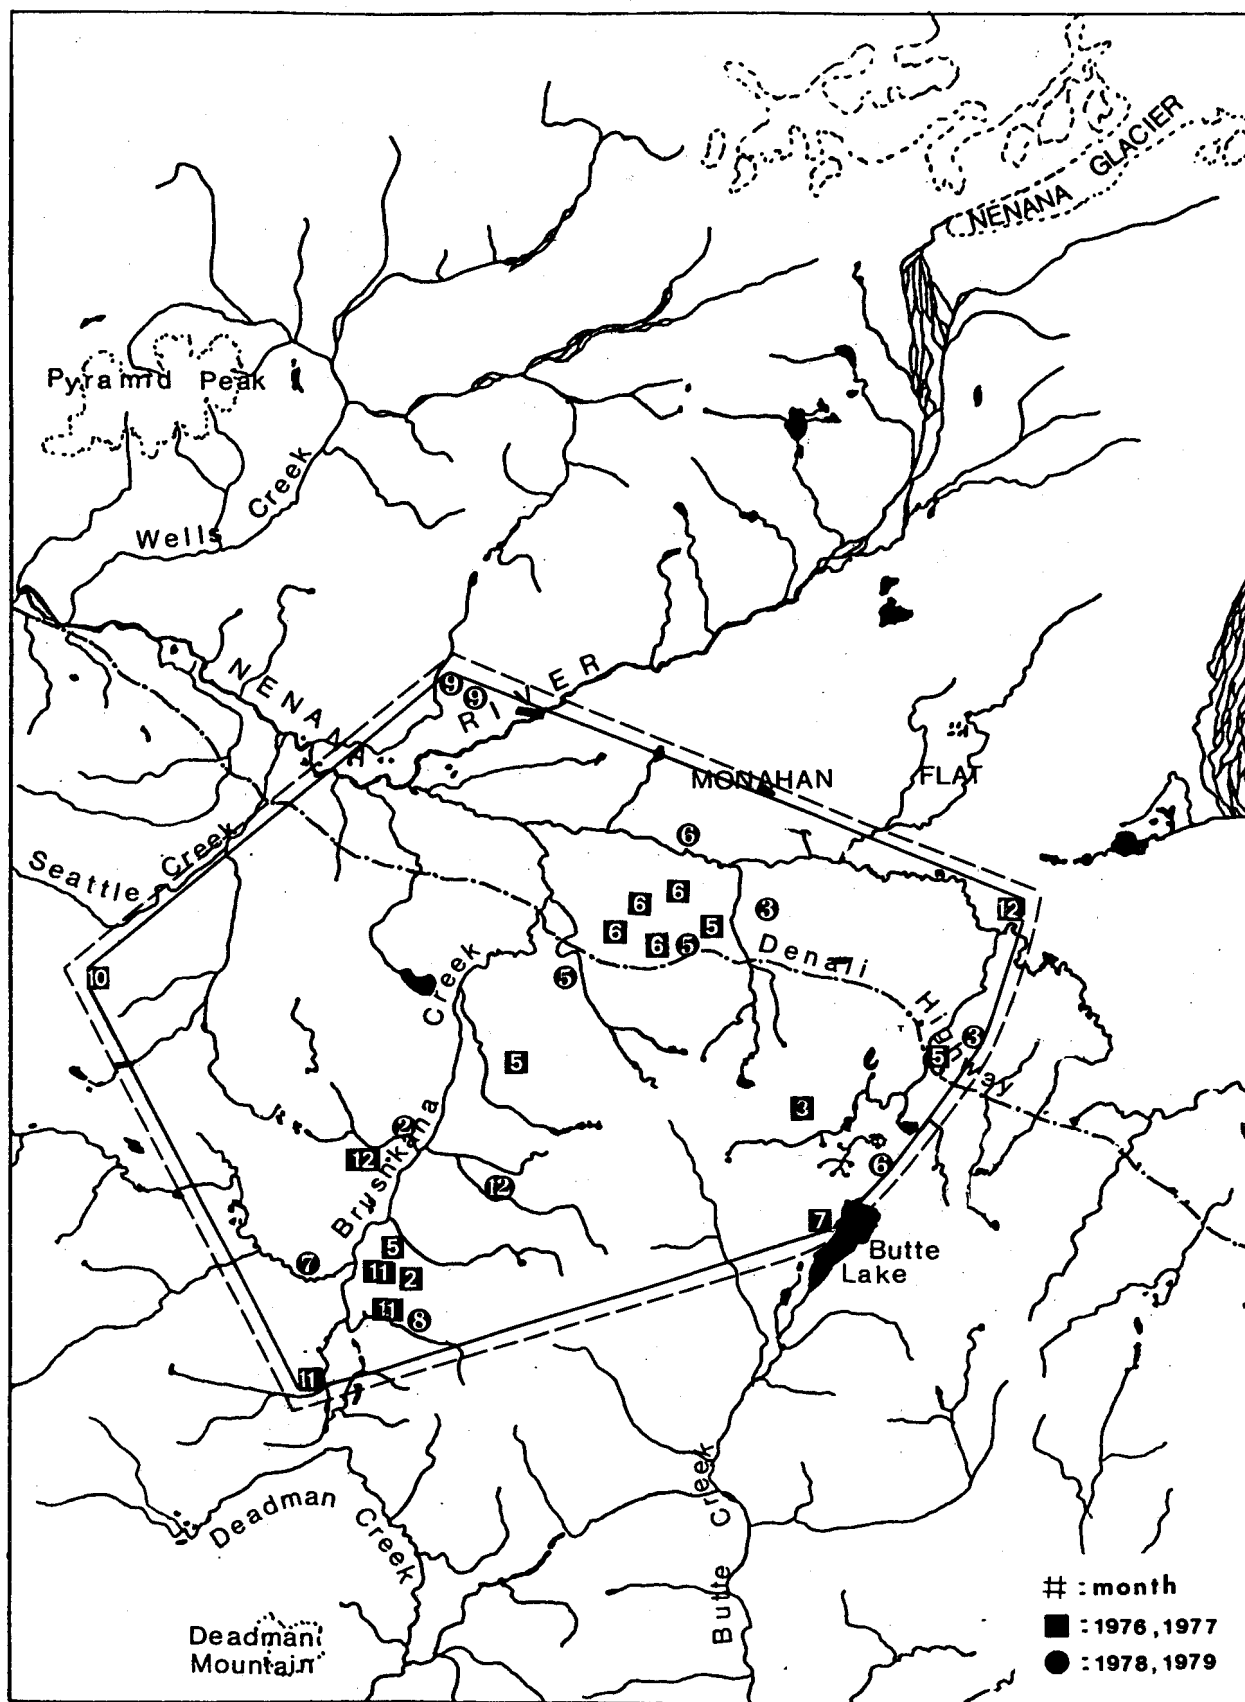 NENANA GLACIER
Pyramid Peak
Wells Creek
NENANA RIVER
9 9
MONAHAN FLAT
6
Seattle Creek
6
6
3
12
5
6
6
5
Denali Highway
10
5
Creek
3
5
5
3
2
Brushkana
12
6
12
7
5
Butte
Lake
7
11
2
11
8
11
Deadman Creek
Butte Creek
# : month
■ : 1976, 1977
● : 1978, 1979
Deadman
Mountain